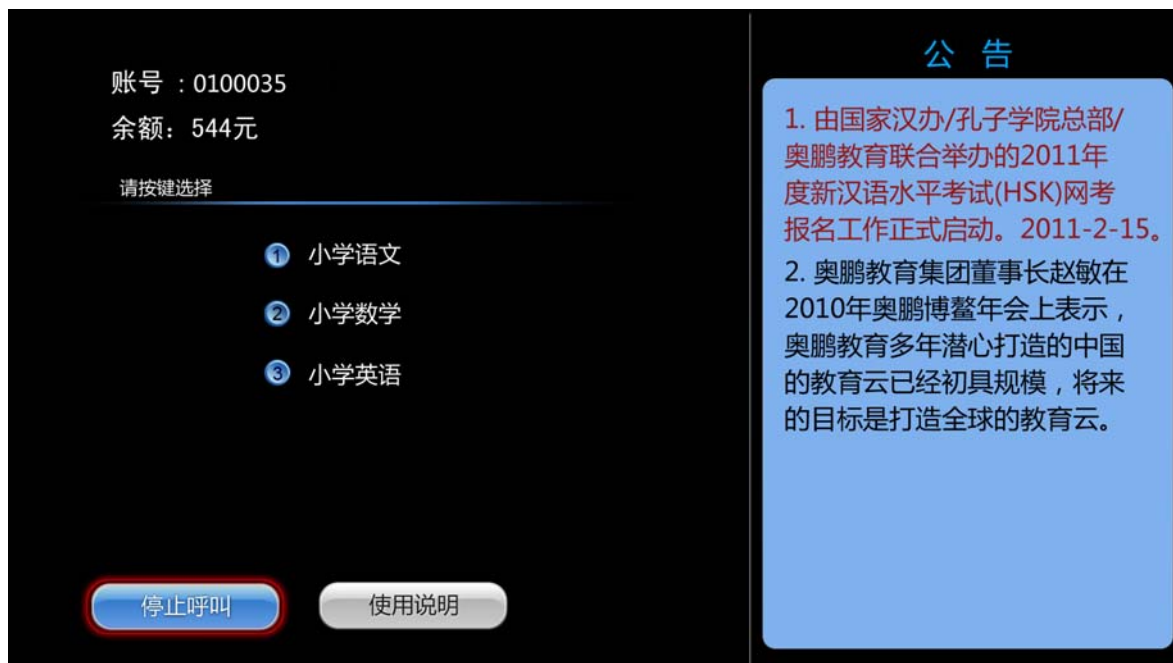 账号 : 0100035
余额：544元
请按键选择
1 小学语文
2 小学数学
3 小学英语
停止呼叫
使用说明
公 告
1. 由国家汉办/孔子学院总部/
奥鹏教育联合举办的2011年
度新汉语水平考试(HSK)网考
报名工作正式启动。2011-2-15。
2. 奥鹏教育集团董事长赵敏在
2010年奥鹏博鳌年会上表示，
奥鹏教育多年潜心打造的中国
的教育云已经初具规模，将来
的目标是打造全球的教育云。